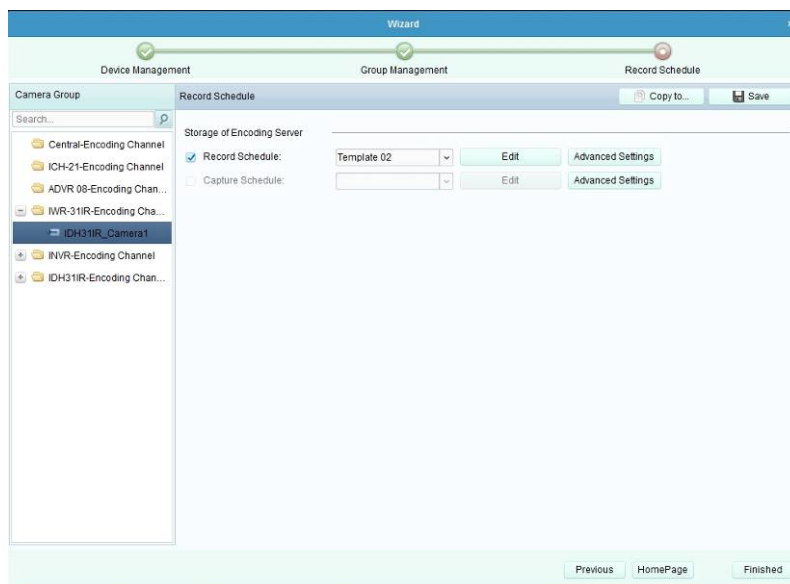 Wizard
Device Management Group Management Record Schedule
Camera Group
Search...
Central-Encoding Channel
ICH-21-Encoding Channel
ADVR 08-Encoding Chan...
IWR-31IR-Encoding Cha...
IDH31IR_Camera1
INVR-Encoding Channel
IDH31IR-Encoding Chan...
Record Schedule Copy to... Save
Storage of Encoding Server
Record Schedule: Template 02 Edit Advanced Settings
Capture Schedule: Edit Advanced Settings
Previous HomePage Finished